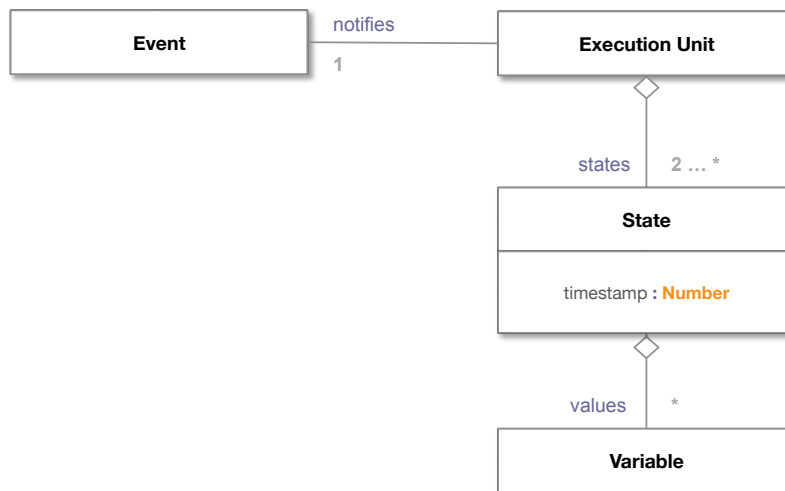 notifies
Event
Execution Unit
1
states 2 ... *
State
timestamp : Number
values *
Variable